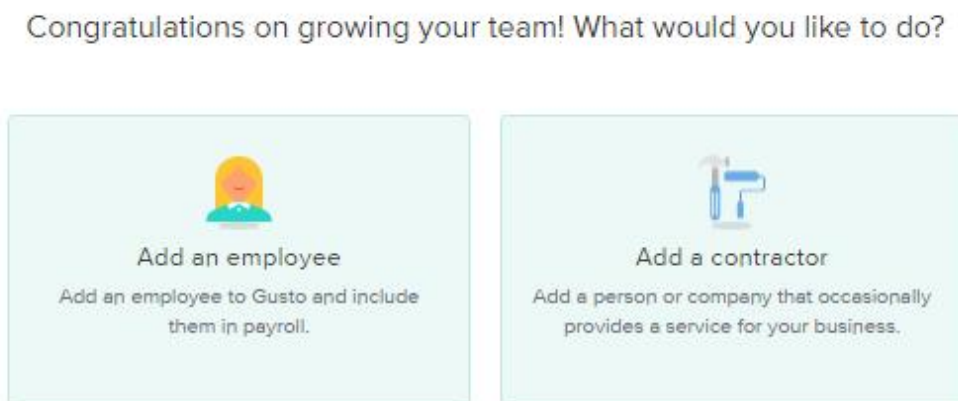 Congratulations on growing your team! What would you like to do?
Add an employee
Add an employee to Gusto and include
them in payroll.
Add a contractor
Add a person or company that occasionally
provides a service for your business.